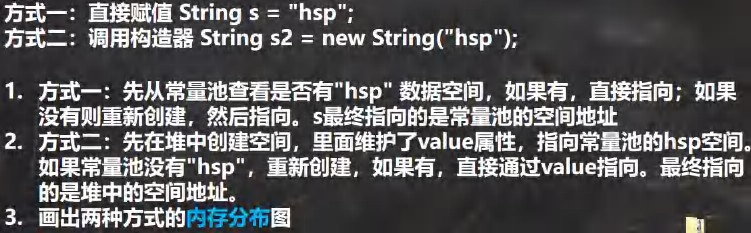 方式一：直接赋值 String s = "hsp";
方式二：调用构造器 String s2 = new String("hsp");
1. 方式一：先从常量池查看是否有"hsp" 数据空间，如果有，直接指向；如果
没有则重新创建，然后指向。s最终指向的是常量池的空间地址
2. 方式二：先在堆中创建空间，里面维护了value属性，指向常量池的hsp空间。
如果常量池没有"hsp"，重新创建，如果有，直接通过value指向。最终指向
的是堆中的空间地址。
3. 画出两种方式的内存分布图